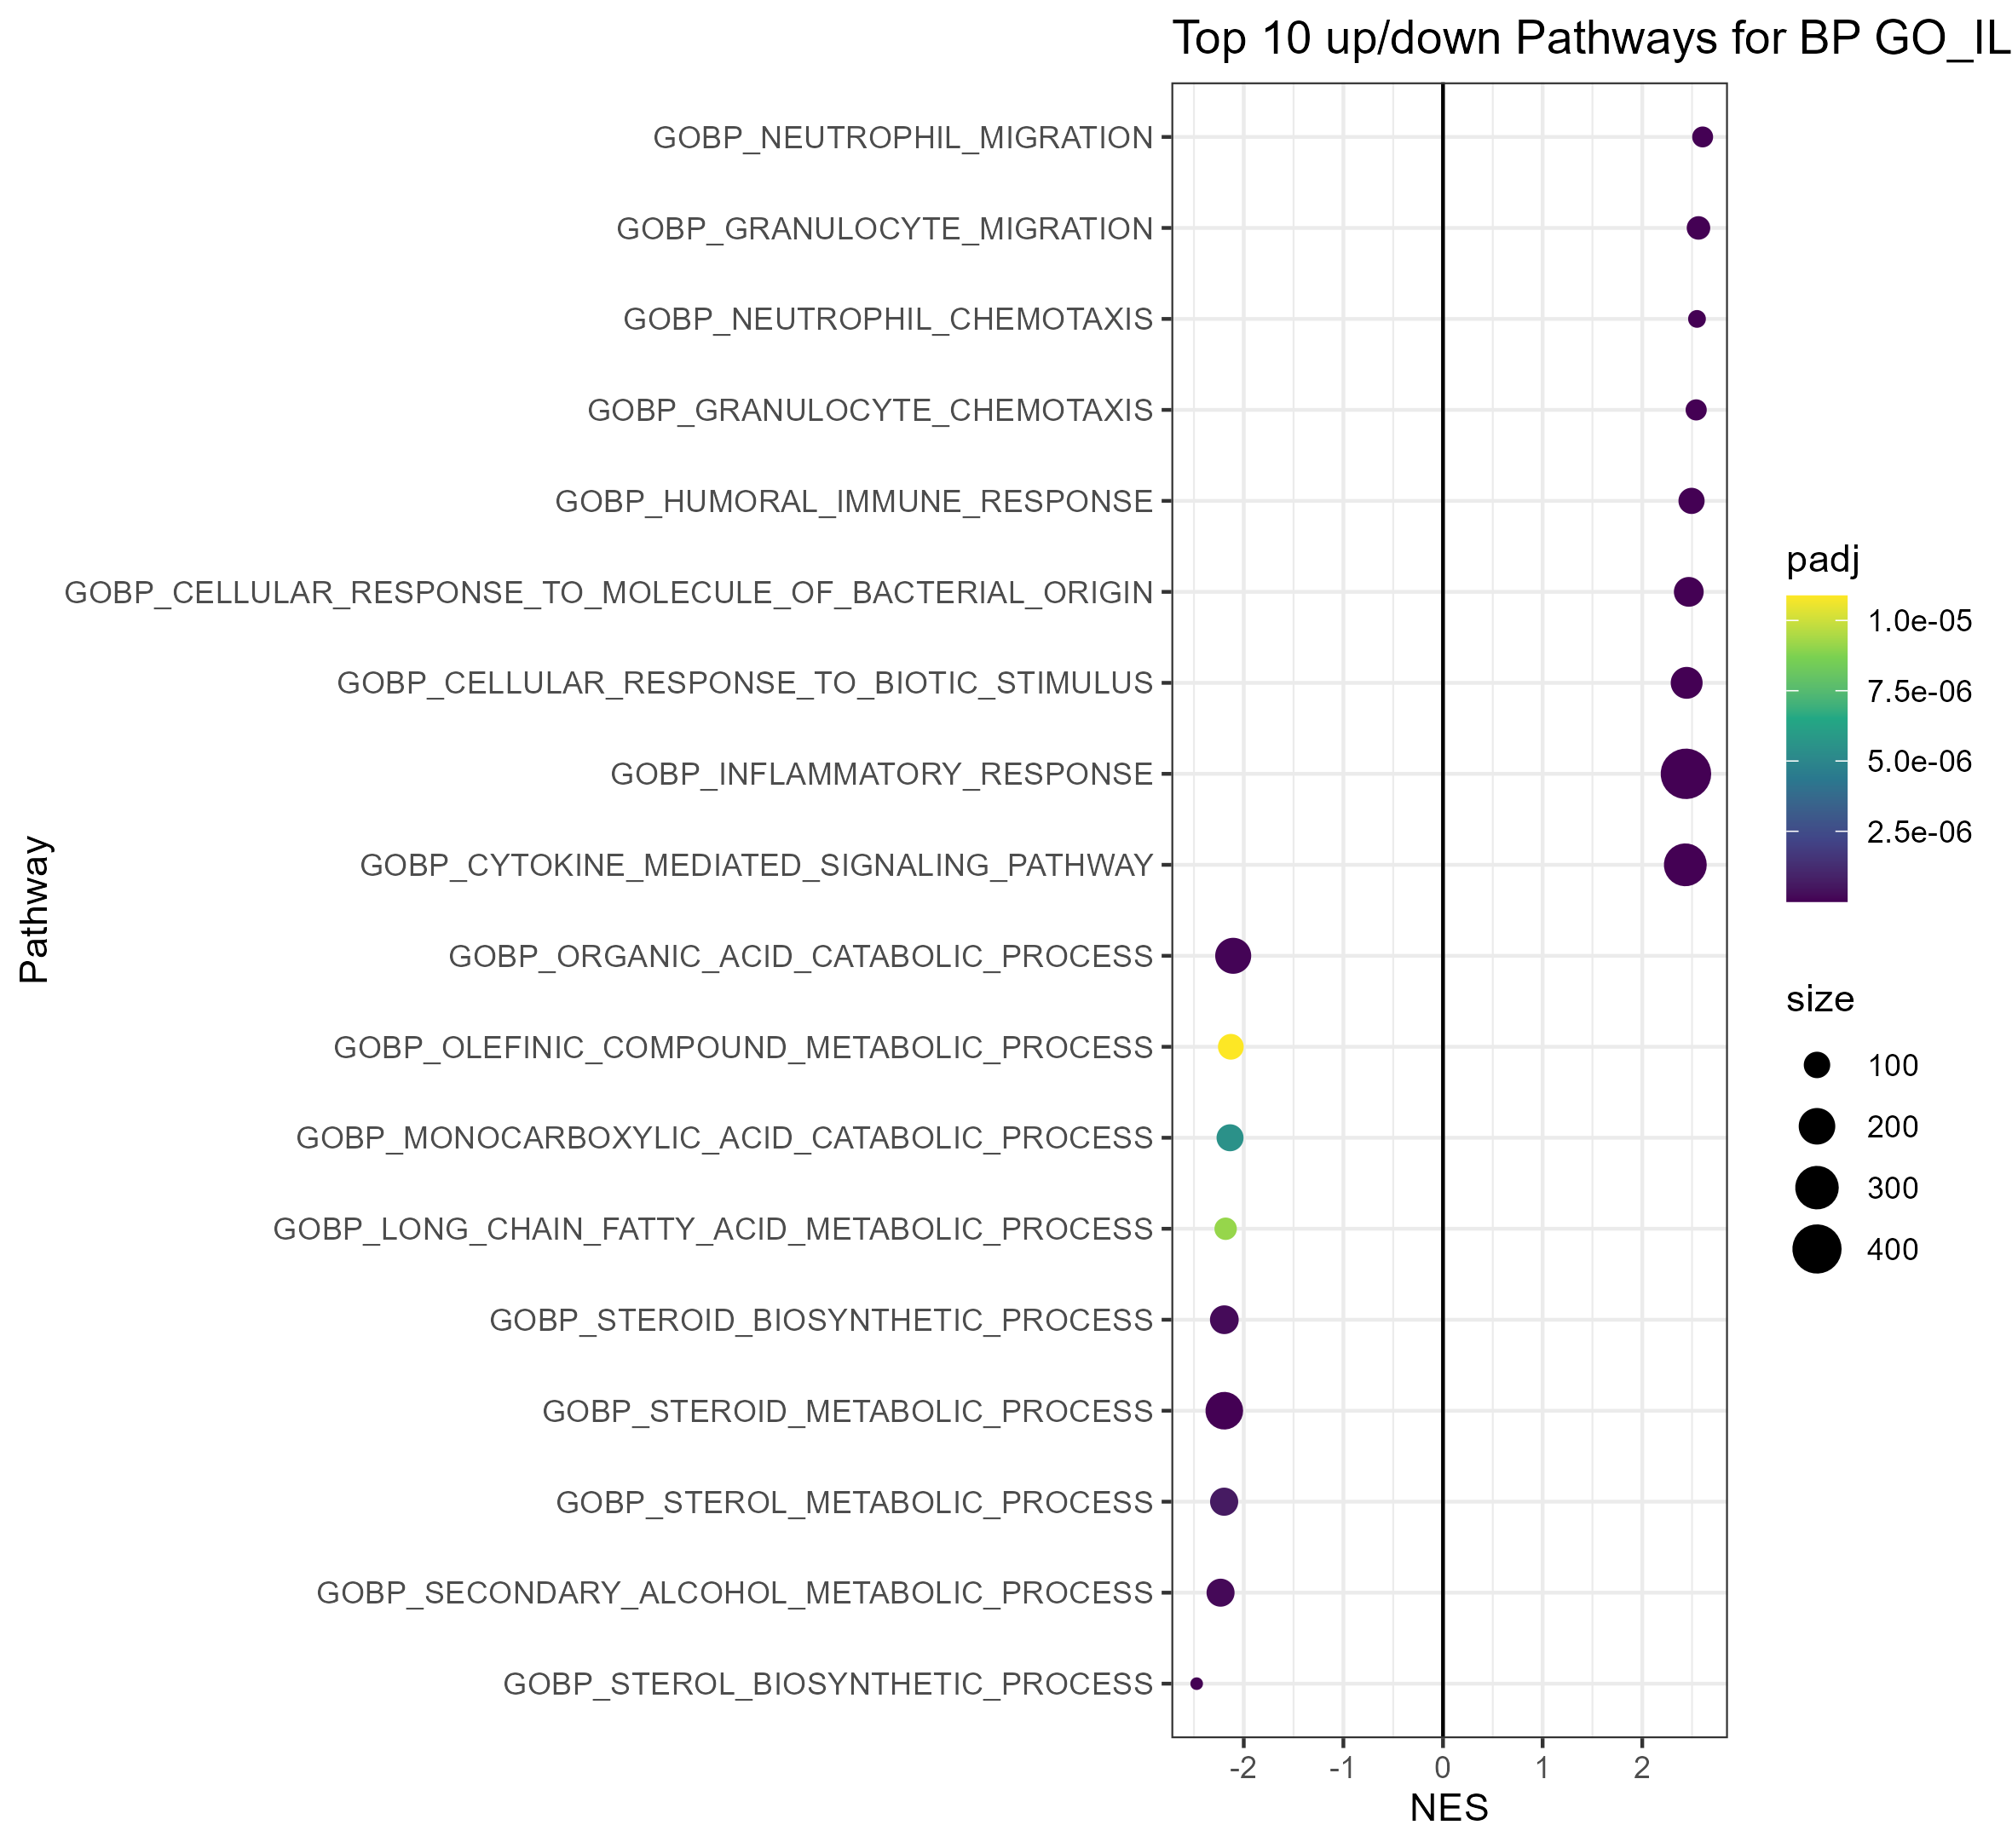 Top 10 up/down Pathways for BP GO_IL
Pathway
GOBP_NEUTROPHIL_MIGRATION
GOBP_GRANULOCYTE_MIGRATION
GOBP_NEUTROPHIL_CHEMOTAXIS
GOBP_GRANULOCYTE_CHEMOTAXIS
GOBP_HUMORAL_IMMUNE_RESPONSE
GOBP_CELLULAR_RESPONSE_TO_MOLECULE_OF_BACTERIAL_ORIGIN
GOBP_CELLULAR_RESPONSE_TO_BIOTIC_STIMULUS
GOBP_INFLAMMATORY_RESPONSE
GOBP_CYTOKINE_MEDIATED_SIGNALING_PATHWAY
GOBP_ORGANIC_ACID_CATABOLIC_PROCESS
GOBP_OLEFINIC_COMPOUND_METABOLIC_PROCESS
GOBP_MONOCARBOXYLIC_ACID_CATABOLIC_PROCESS
GOBP_LONG_CHAIN_FATTY_ACID_METABOLIC_PROCESS
GOBP_STEROID_BIOSYNTHETIC_PROCESS
GOBP_STEROID_METABOLIC_PROCESS
GOBP_STEROL_METABOLIC_PROCESS
GOBP_SECONDARY_ALCOHOL_METABOLIC_PROCESS
GOBP_STEROL_BIOSYNTHETIC_PROCESS
-2 -1 0 1 2
NES
padj
1.0e-05
7.5e-06
5.0e-06
2.5e-06
size
100
200
300
400